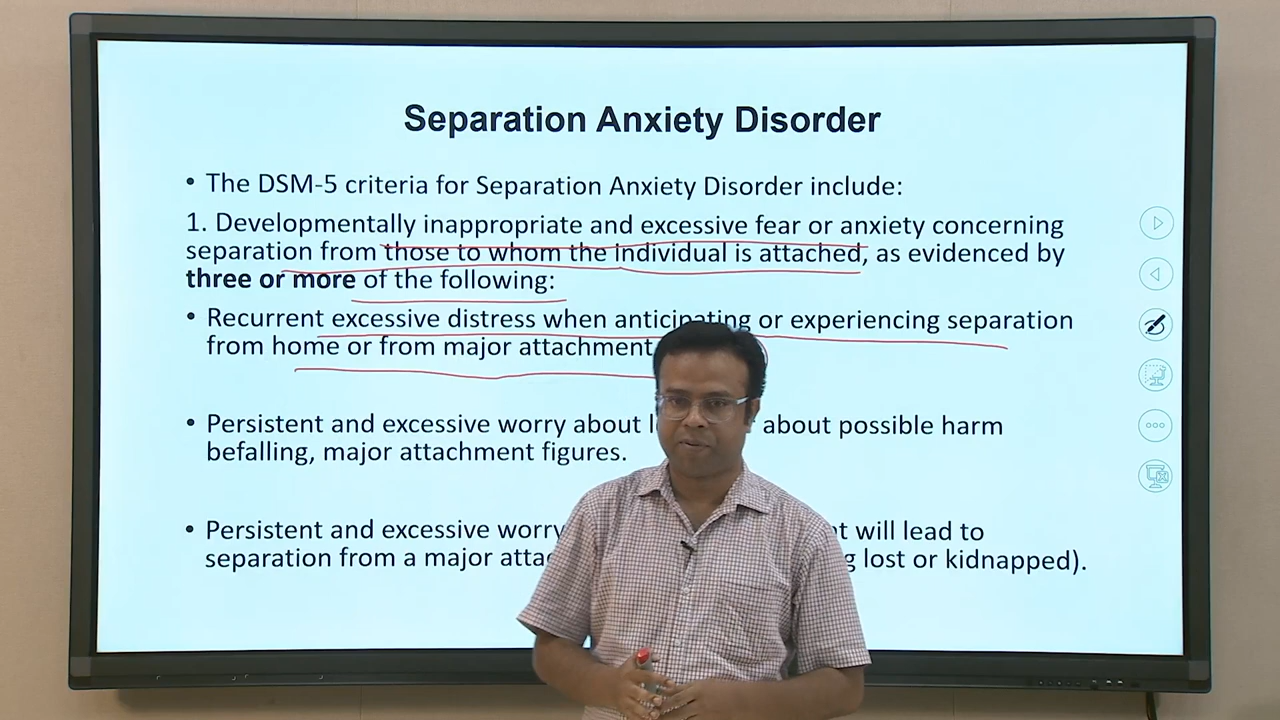 Separation Anxiety Disorder
• The DSM-5 criteria for Separation Anxiety Disorder include:
1. Developmentally inappropriate and excessive fear or anxiety concerning
separation from those to whom the individual is attached, as evidenced by
three or more of the following:
• Recurrent excessive distress when anticipating or experiencing separation
from home or from major attachment
• Persistent and excessive worry about about possible harm
befalling, major attachment figures.
• Persistent and excessive worry will lead to
separation from a major lost or kidnapped).